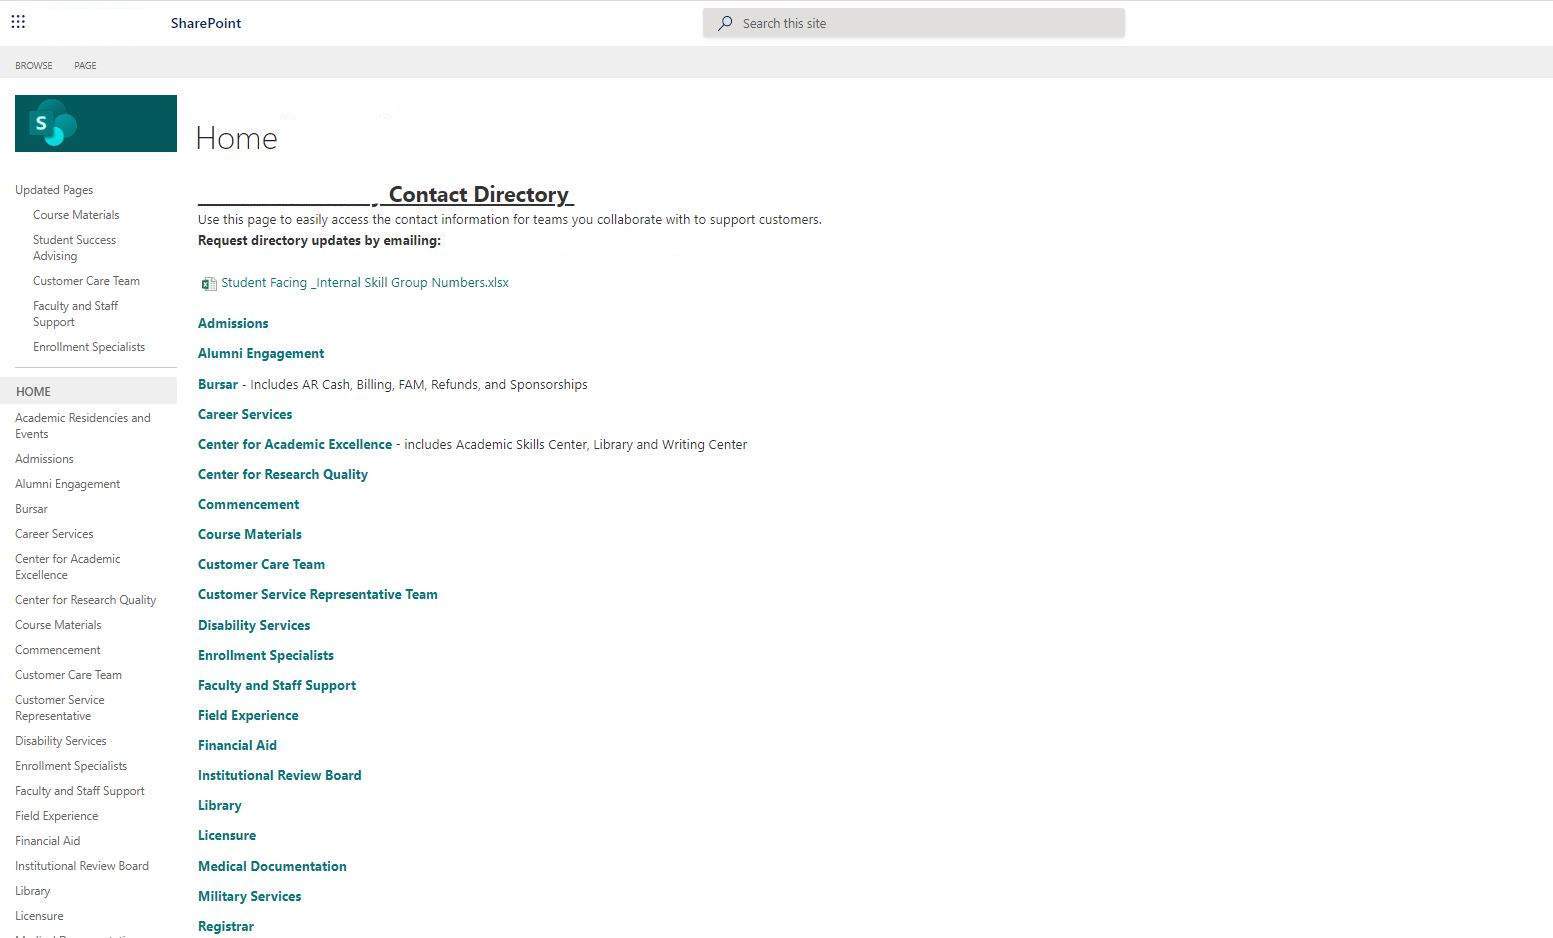 SharePoint
Search this site
BROWSE
PAGE
S
Home
Updated Pages
Course Materials
Student Success
Advising
Customer Care Team
Faculty and Staff
Support
Enrollment Specialists
HOME
Academic Residencies and
Events
Admissions
Alumni Engagement
Bursar
Career Services
Center for Academic
Excellence
Center for Research Quality
Course Materials
Commencement
Customer Care Team
Customer Service
Representative
Disability Services
Enrollment Specialists
Faculty and Staff Support
Field Experience
Financial Aid
Institutional Review Board
Library
Licensure
Contact Directory
Use this page to easily access the contact information for teams you collaborate with to support customers.
Request directory updates by emailing:
Student Facing _Internal Skill Group Numbers.xlsx
Admissions
Alumni Engagement
Bursar - Includes AR Cash, Billing, FAM, Refunds, and Sponsorships
Career Services
Center for Academic Excellence - includes Academic Skills Center, Library and Writing Center
Center for Research Quality
Commencement
Course Materials
Customer Care Team
Customer Service Representative Team
Disability Services
Enrollment Specialists
Faculty and Staff Support
Field Experience
Financial Aid
Institutional Review Board
Library
Licensure
Medical Documentation
Military Services
Registrar